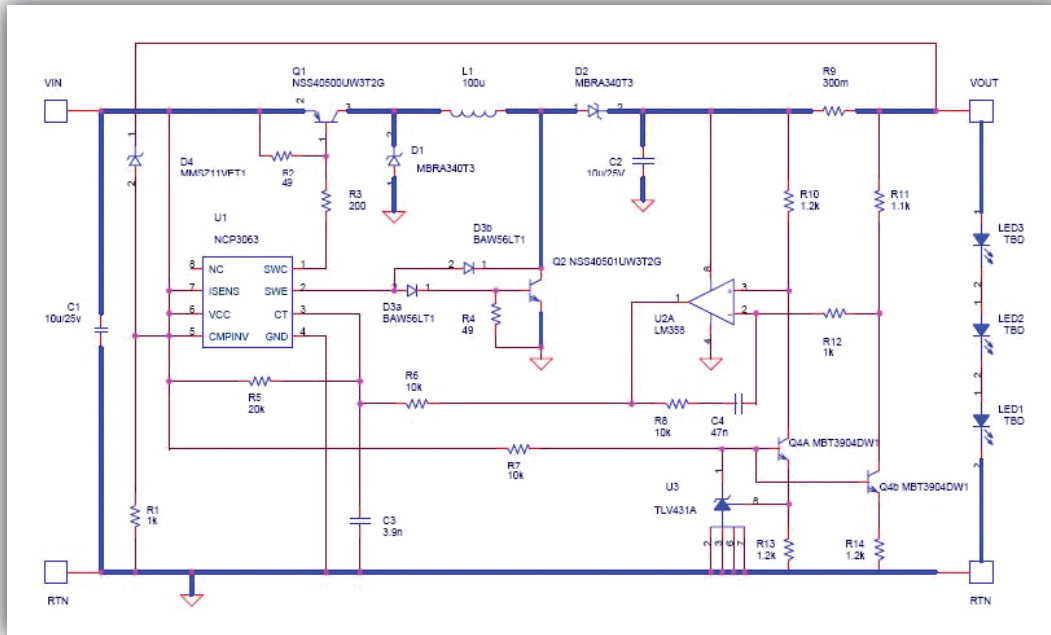 VIN
Q1
NSS40500UW3T2G
2
3
1
L1
100u
D2
MBRA340T3
1
2
R9
300m
VOUT
1
2
D4
R2
49
R3
200
2
1
D1
MBRA340T3
C2
10u/25V
R10
1.2k
R11
1.1k
U1
NCP3063
8
NC
SWC
1
7
ISENS
SWE
2
6
VCC
CT
3
5
CMPINV
GND
4
D3b
BAW56LT1
2
1
1
D3a
BAW56LT1
R4
49
Q2 NSS40501UW3T2G
8
3
+
1
2
-
4
U2A
LM358
R12
1k
1
LED3
TBD
2
1
LED2
TBD
2
2
1
LED1
TBD
2
C1
10u/25v
R5
20k
R6
10k
R8
10k
C4
47n
R7
10k
Q4A MBT3904DW1
Q4b MBT3904DW1
1
U3
TLV431A
8
2
3
6
7
R1
1k
C3
3.9n
R13
1.2k
R14
1.2k
RTN
RTN